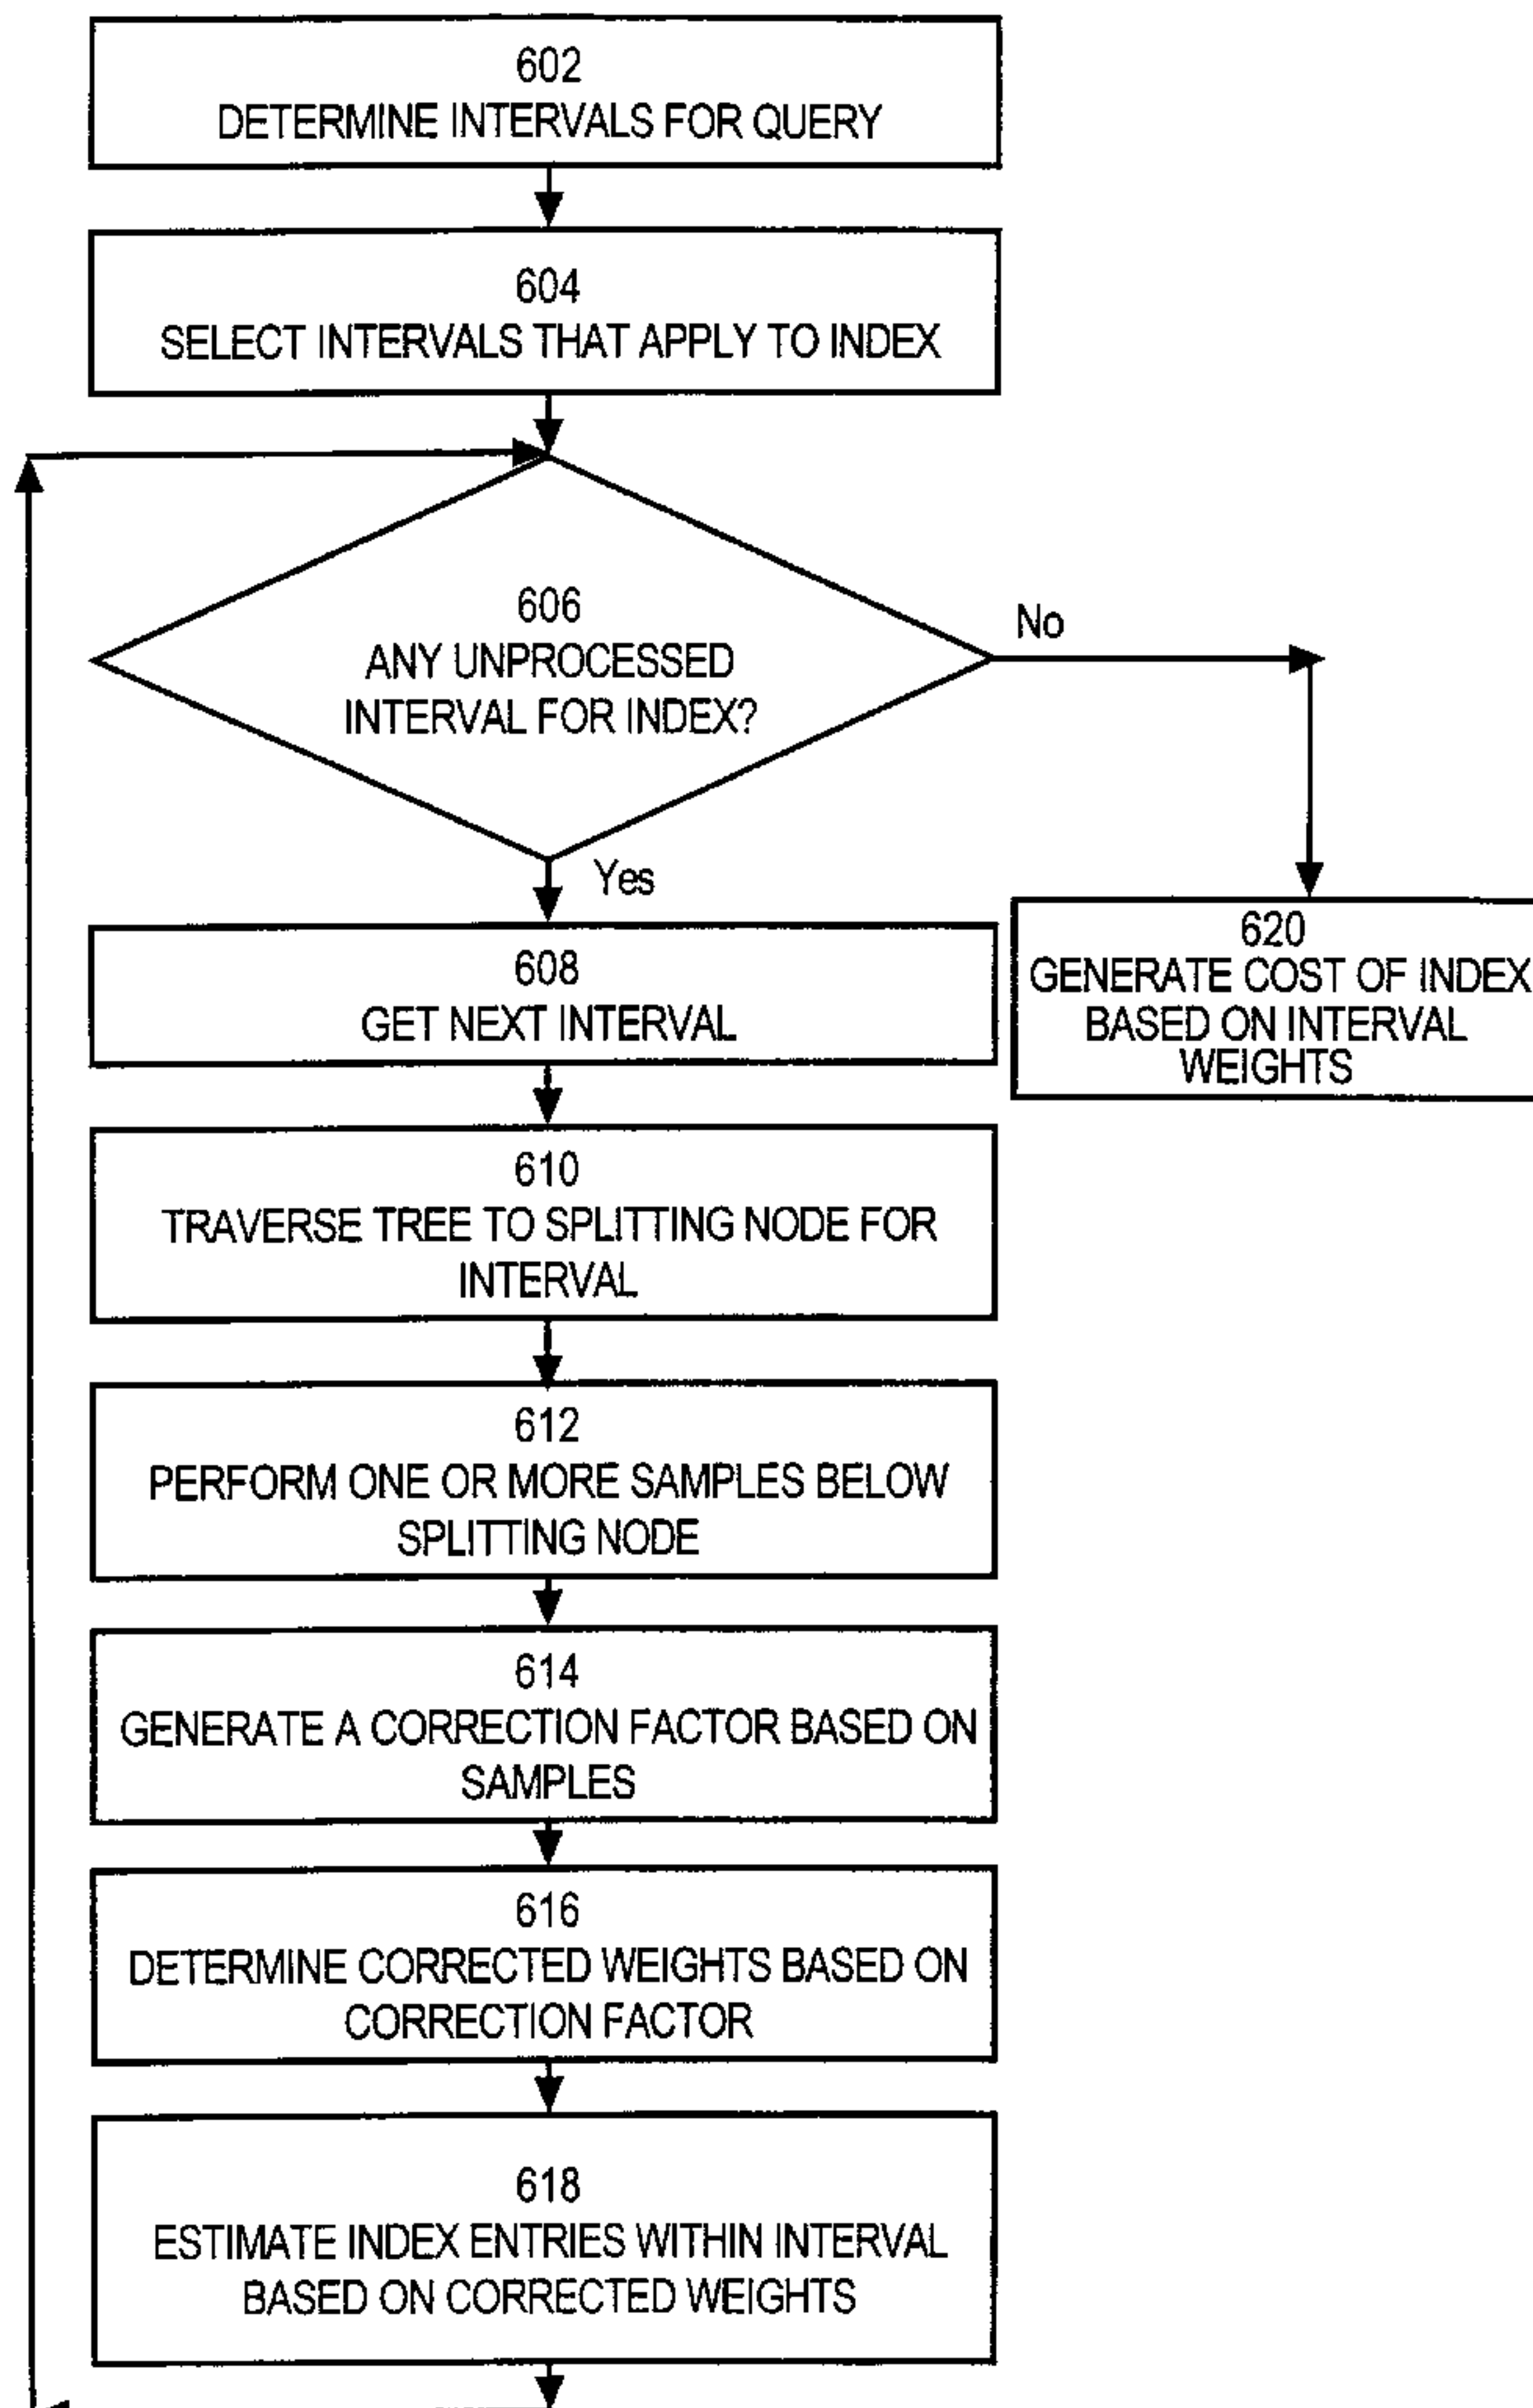 602
DETERMINE INTERVALS FOR QUERY
604
SELECT INTERVALS THAT APPLY TO INDEX
606
ANY UNPROCESSED
INTERVAL FOR INDEX?
No
Yes
608
GET NEXT INTERVAL
620
GENERATE COST OF INDEX
BASED ON INTERVAL
WEIGHTS
610
TRAVERSE TREE TO SPLITTING NODE FOR
INTERVAL
612
PERFORM ONE OR MORE SAMPLES BELOW
SPLITTING NODE
614
GENERATE A CORRECTION FACTOR BASED ON
SAMPLES
616
DETERMINE CORRECTED WEIGHTS BASED ON
CORRECTION FACTOR
618
ESTIMATE INDEX ENTRIES WITHIN INTERVAL
BASED ON CORRECTED WEIGHTS